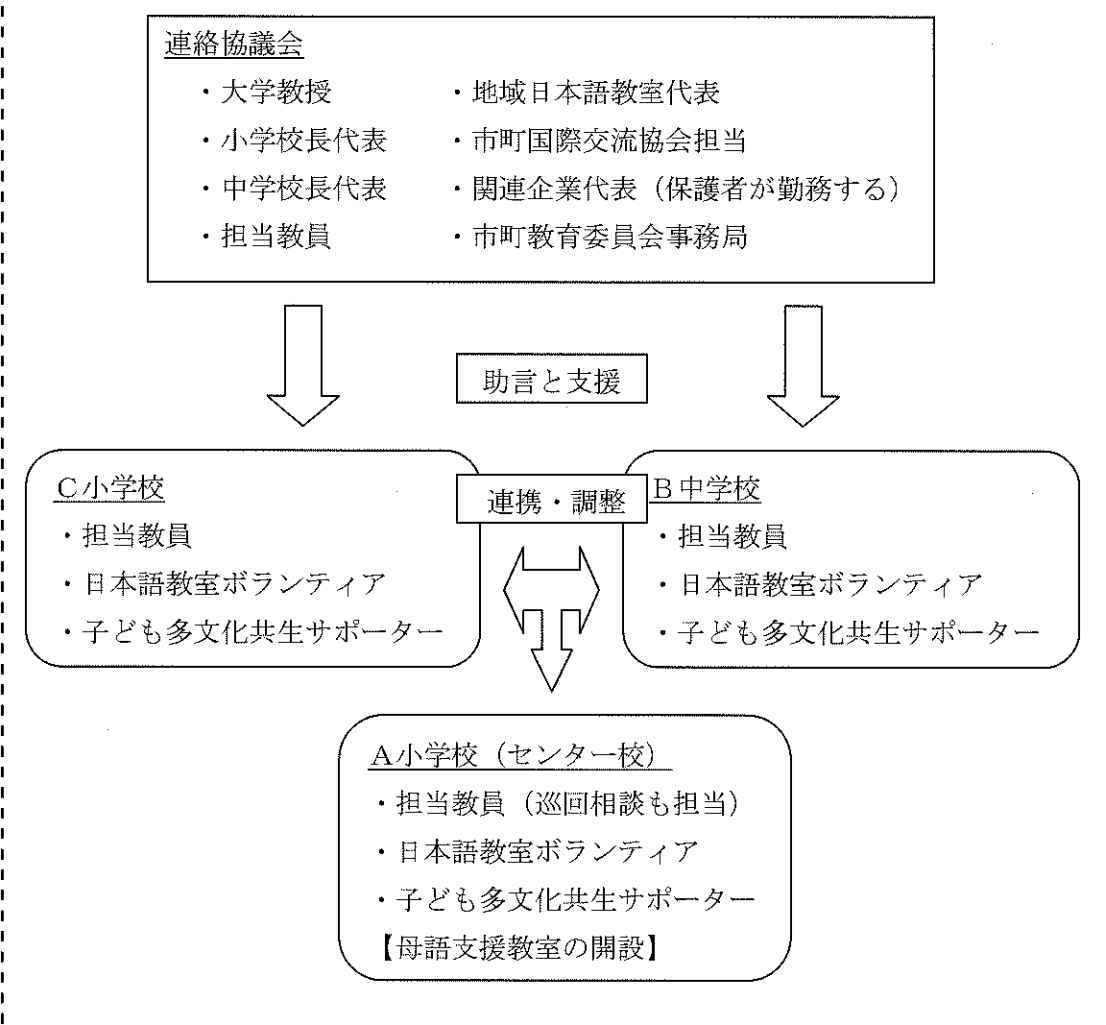 連絡協議会
・大学教授 ・地域日本語教室代表
・小学校長代表 ・市町国際交流協会担当
・中学校長代表 ・関連企業代表（保護者が勤務する）
・担当教員 ・市町教育委員会事務局
助言と支援
C小学校
・担当教員
・日本語教室ボランティア
・子ども多文化共生サポーター
連携・調整
B中学校
・担当教員
・日本語教室ボランティア
・子ども多文化共生サポーター
A小学校（センター校）
・担当教員（巡回相談も担当）
・日本語教室ボランティア
・子ども多文化共生サポーター
【母語支援教室の開設】